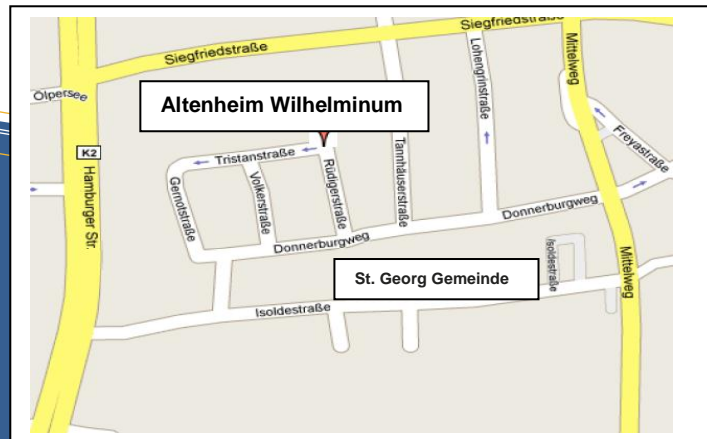 Siegfriedstraße
Siegfriedstraße
Mittelweg
Ölpersee
Lohengrinstraße
Altenheim Wilhelminum
K2
Hamburger Str.
Tristanstraße
Gernotstraße
Volkerstraße
Rüdigerstraße
Tannhäuserstraße
Freyastraße
Donnerburgweg
Donnerburgweg
Isoldestraße
Mittelweg
St. Georg Gemeinde
Isoldestraße